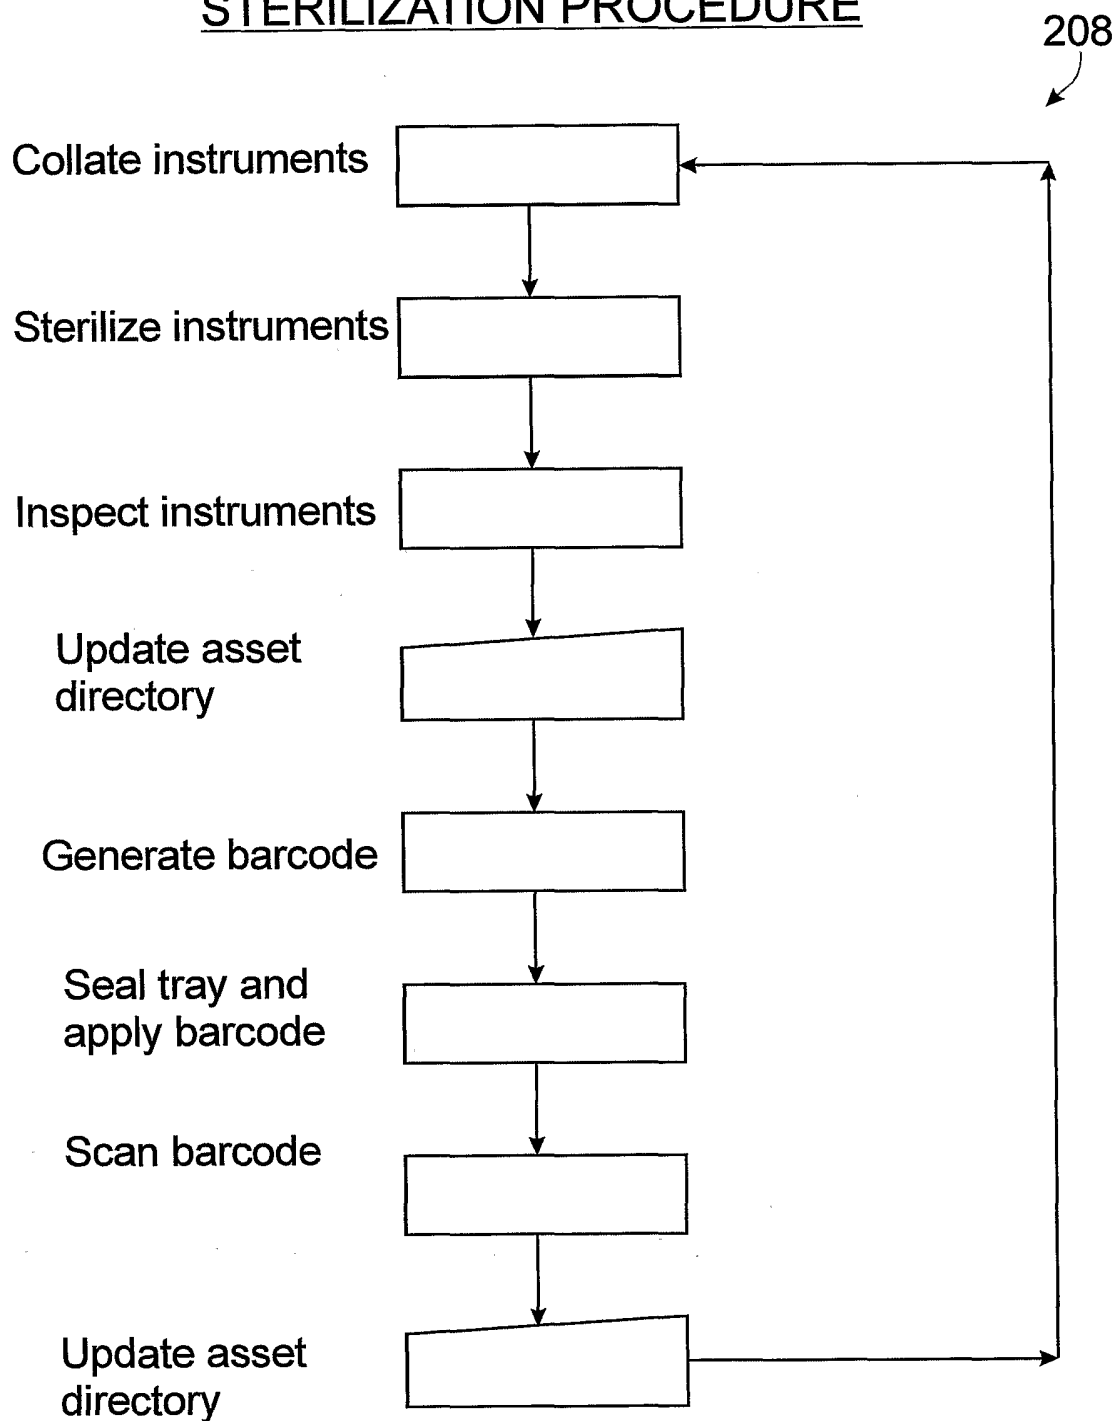 STERILIZATION PROCEDURE
208
Collate instruments
Sterilize instruments
Inspect instruments
Update asset
directory
Generate barcode
Seal tray and
apply barcode
Scan barcode
Update asset
directory